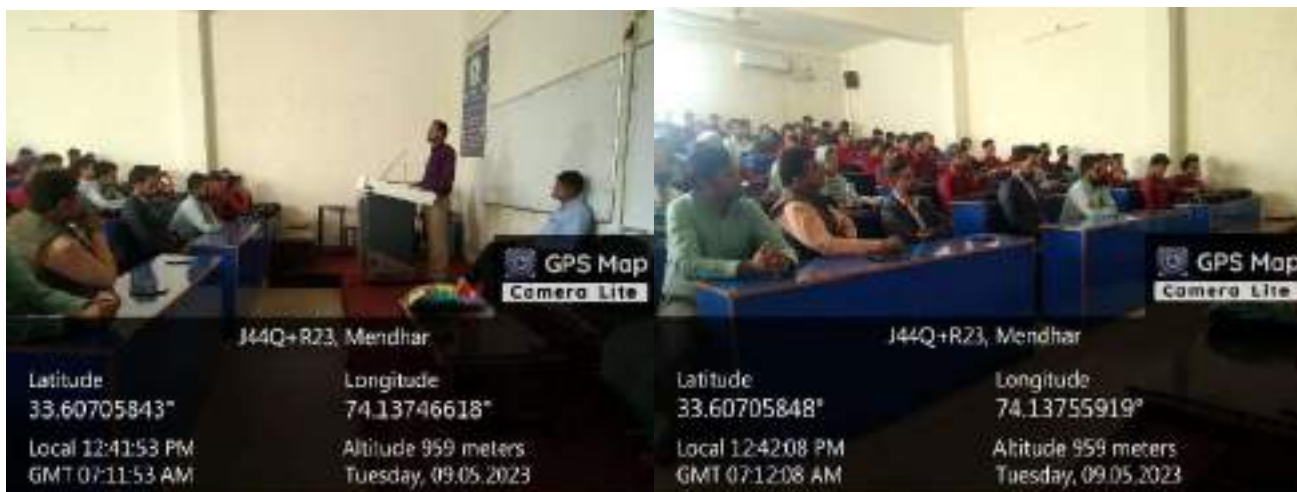 GPS Map
Camera Lite
J44Q+R23, Mendhar
Latitude
33.60705843°
Longitude
74.13746618°
Local 12:41:53 PM
GMT 07:11:53 AM
Altitude 959 meters
Tuesday, 09.05.2023
GPS Map
Camera Lite
J44Q+R23, Mendhar
Latitude
33.60705848°
Longitude
74.13755919°
Local 12:42:08 PM
GMT 07:12:08 AM
Altitude 959 meters
Tuesday, 09.05.2023